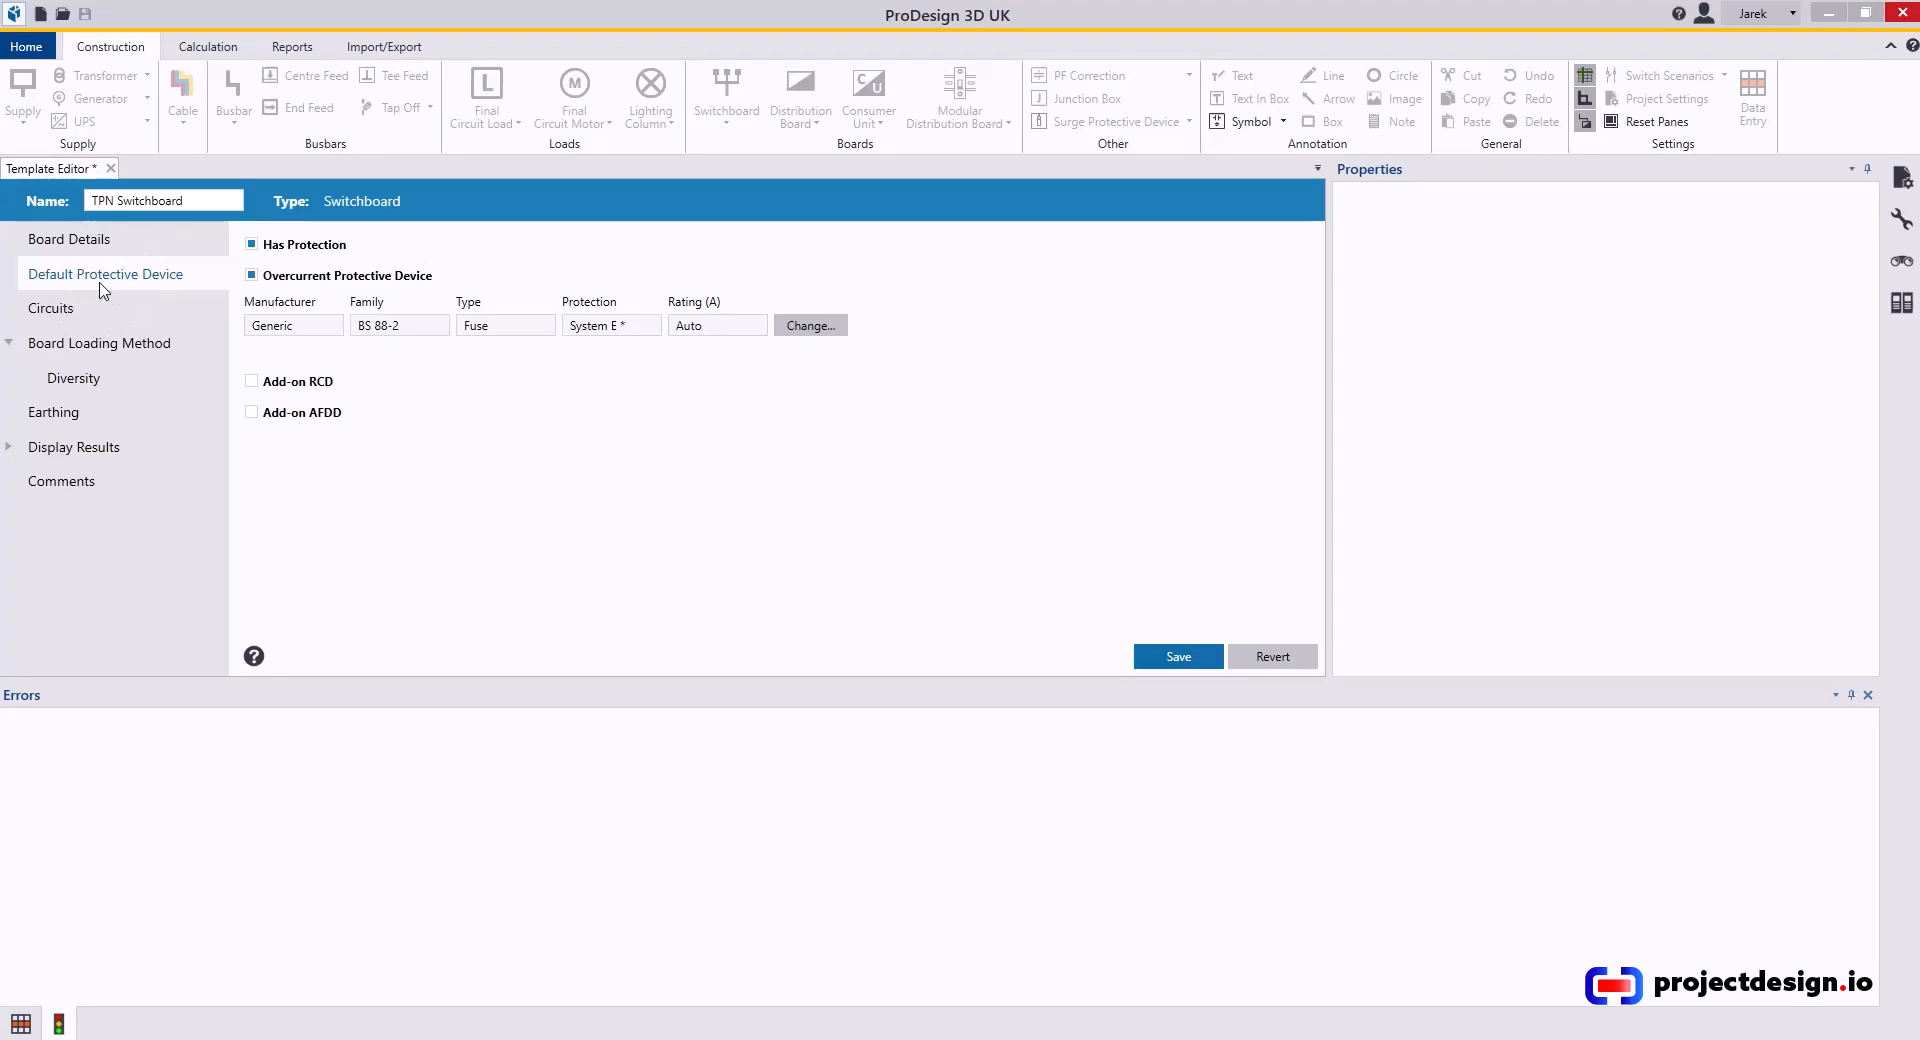 ProDesign 3D UK
Jarek
Home Construction Calculation Reports Import/Export
Supply Transformer Generator UPS
Supply
Cable
Busbar Centre Feed Tee Feed
End Feed Tap Off
Busbars
Final Circuit Load
Final Circuit Motor
Lighting Column
Loads
Switchboard
Distribution Board
Consumer Unit
Modular Distribution Board
Boards
PF Correction
Junction Box
Surge Protective Device
Other
Text Line Circle
Text In Box Arrow Image
Symbol Box Note
Annotation
Cut Undo
Copy Redo
Paste Delete
General
Switch Scenarios
Project Settings
Reset Panes
Data Entry
Settings
Template Editor *
Name: TPN Switchboard Type: Switchboard
Board Details
Default Protective Device
Circuits
Board Loading Method
Diversity
Earthing
Display Results
Comments
Has Protection
Overcurrent Protective Device
Manufacturer Family Type Protection Rating (A)
Generic BS 88-2 Fuse System E * Auto Change...
Add-on RCD
Add-on AFDD
Save Revert
Properties
Errors
projectdesign.io